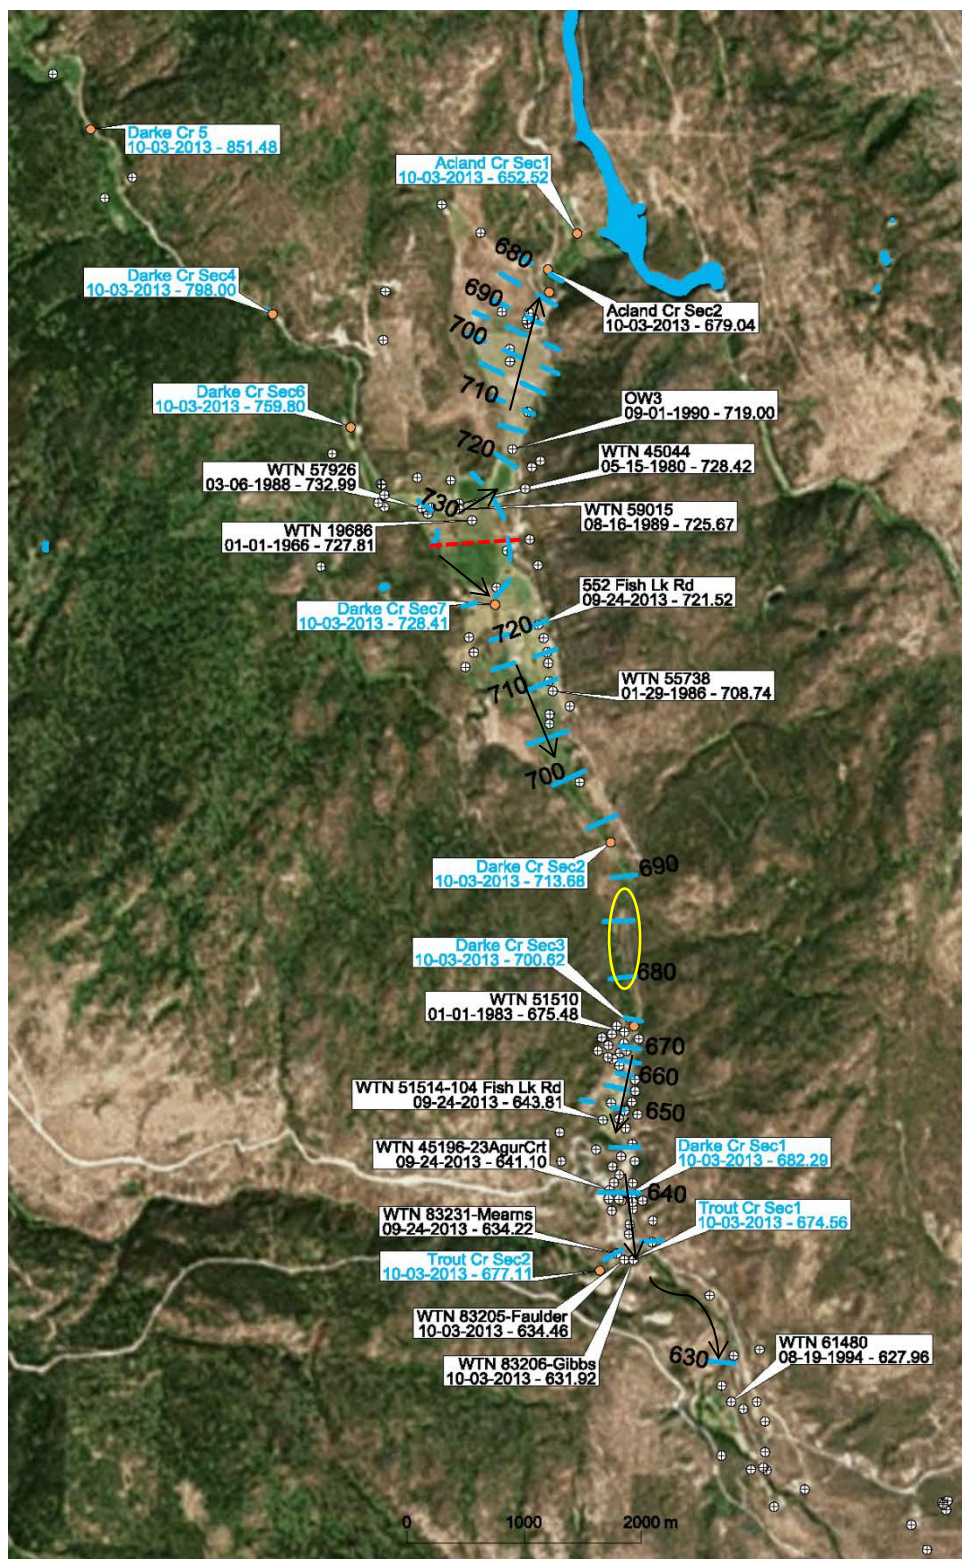 Darke Cr 5
10-03-2013 - 851.48
Acland Cr Sec1
10-03-2013 - 652.52
680
Darke Cr Sec4
10-03-2013 - 798.00
690
Acland Cr Sec2
10-03-2013 - 679.04
700
710
Darke Cr Sec6
10-03-2013 - 759.80
OW3
09-01-1990 - 719.00
720
WTN 45044
05-15-1980 - 728.42
WTN 57926
03-06-1988 - 732.99
730
WTN 59015
08-16-1989 - 725.67
WTN 19686
01-01-1966 - 727.81
552 Fish Lk Rd
09-24-2013 - 721.52
Darke Cr Sec7
10-03-2013 - 728.41
720
WTN 55738
01-29-1986 - 708.74
710
700
Darke Cr Sec2
10-03-2013 - 713.68
690
Darke Cr Sec3
10-03-2013 - 700.62
680
WTN 51510
01-01-1983 - 675.48
670
660
WTN 51514-104 Fish Lk Rd
09-24-2013 - 643.81
650
WTN 45196-23AgurCrt
09-24-2013 - 641.10
Darke Cr Sec1
10-03-2013 - 682.29
640
WTN 83231-Mearns
09-24-2013 - 634.22
Trout Cr Sec1
10-03-2013 - 674.56
Trout Cr Sec2
10-03-2013 - 677.11
WTN 83205-Faulder
10-03-2013 - 634.46
WTN 83206-Gibbs
10-03-2013 - 631.92
630
WTN 61480
08-19-1994 - 627.96
0 1000 2000 m